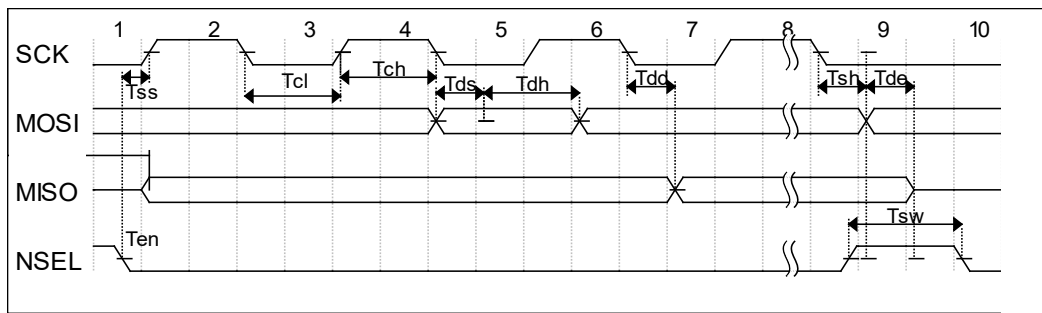 1 2 3 4 5 6 7 8 9 10
SCK
Tss Tcl Tch Tds Tdh Tdd Tsh Tde
MOSI
MISO
Ten Tsw
NSEL